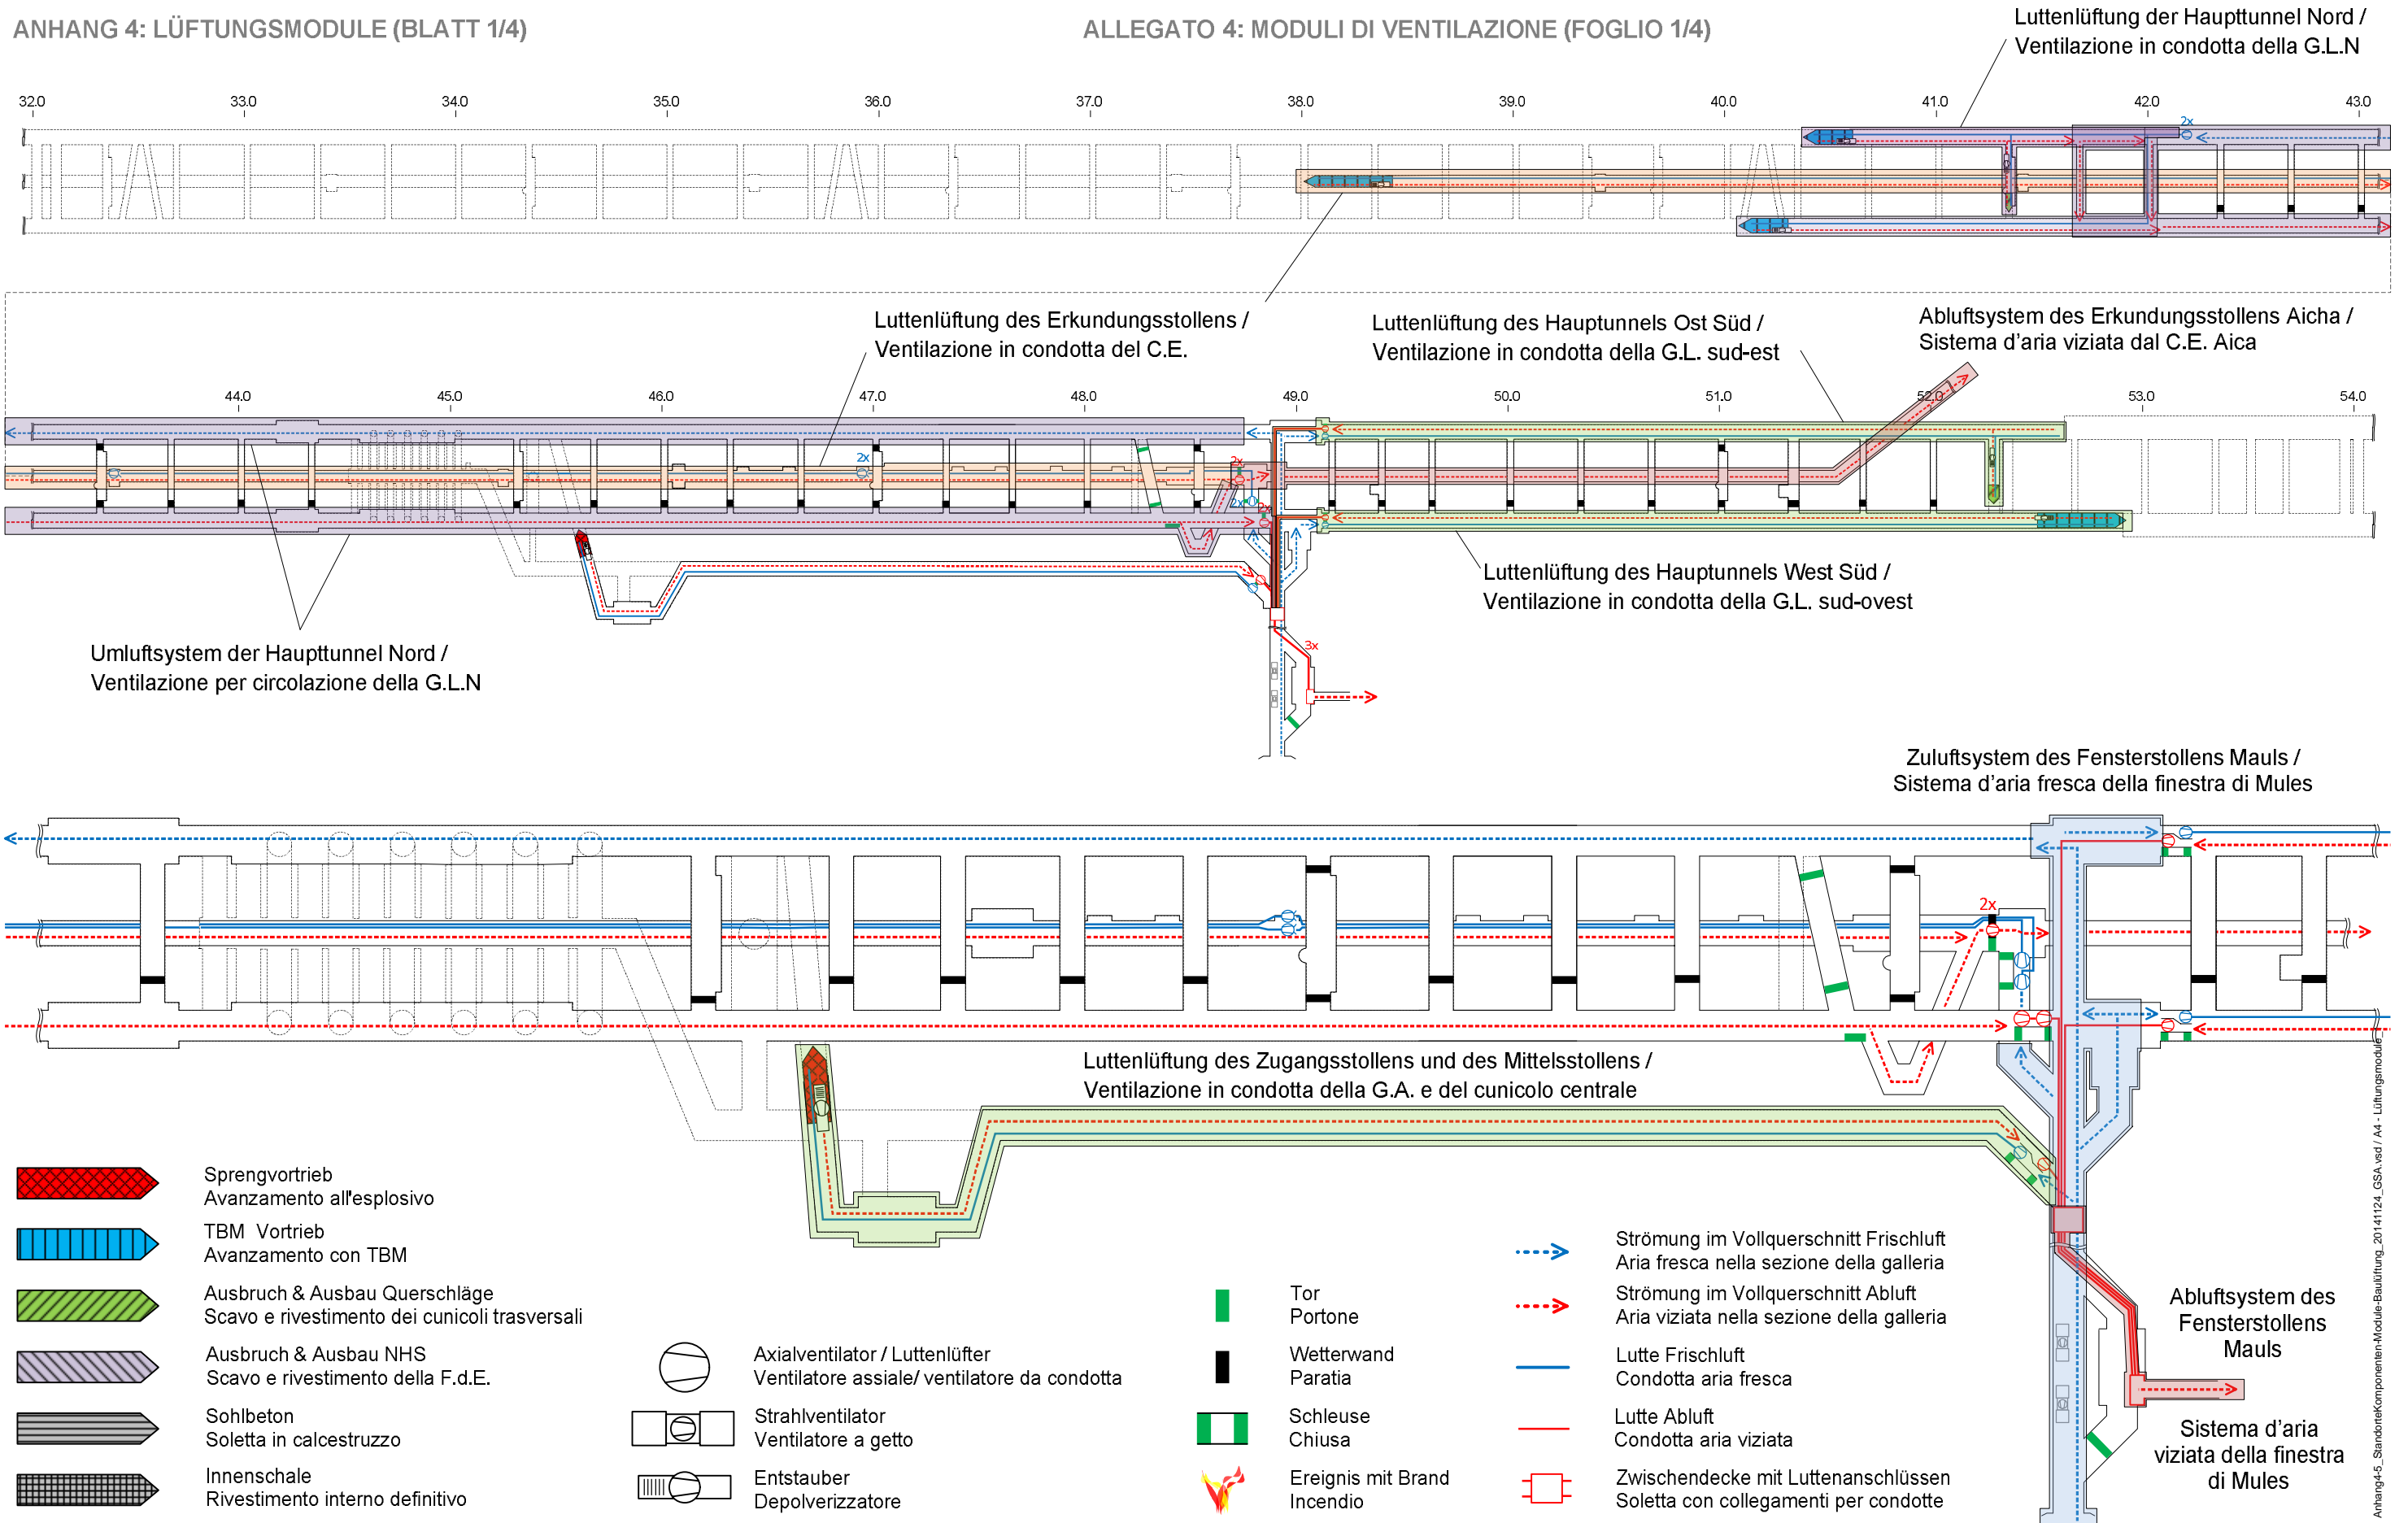 ANHANG 4: LÜFTUNGSMODULE (BLATT 1/4)
ALLEGATO 4: MODULI DI VENTILAZIONE (FOGLIO 1/4)
Luttenlüftung der Haupttunnel Nord /
Ventilazione in condotta della G.L.N
32.0 33.0 34.0 35.0 36.0 37.0 38.0 39.0 40.0 41.0 42.0 43.0
2x
Luttenlüftung des Erkundungsstollens /
Ventilazione in condotta del C.E.
Luttenlüftung des Hauptunnels Ost Süd /
Ventilazione in condotta della G.L. sud-est
Abluftsystem des Erkundungsstollens Aicha /
Sistema d'aria viziata dal C.E. Aica
44.0 45.0 46.0 47.0 48.0 49.0 50.0 51.0 52.0 53.0 54.0
2x
2x
2x
2x
Luttenlüftung des Hauptunnels West Süd /
Ventilazione in condotta della G.L. sud-ovest
Umluftsystem der Haupttunnel Nord /
Ventilazione per circolazione della G.L.N
3x
Zuluftsystem des Fensterstollens Mauls /
Sistema d'aria fresca della finestra di Mules
2x
Luttenlüftung des Zugangsstollens und des Mittelsstollens /
Ventilazione in condotta della G.A. e del cunicolo centrale
Sprengvortrieb
Avanzamento all'esplosivo
TBM Vortrieb
Avanzamento con TBM
Ausbruch & Ausbau Querschläge
Scavo e rivestimento dei cunicoli trasversali
Ausbruch & Ausbau NHS
Scavo e rivestimento della F.d.E.
Sohlbeton
Soletta in calcestruzzo
Innenschale
Rivestimento interno definitivo
Axialventilator / Luttenlüfter
Ventilatore assiale/ ventilatore da condotta
Strahlventilator
Ventilatore a getto
Entstauber
Depolverizzatore
Tor
Portone
Wetterwand
Paratia
Schleuse
Chiusa
Ereignis mit Brand
Incendio
Strömung im Vollquerschnitt Frischluft
Aria fresca nella sezione della galleria
Strömung im Vollquerschnitt Abluft
Aria viziata nella sezione della galleria
Lutte Frischluft
Condotta aria fresca
Lutte Abluft
Condotta aria viziata
Zwischendecke mit Luttenanschlüssen
Soletta con collegamenti per condotte
Abluftsystem des
Fensterstollens
Mauls
Sistema d'aria
viziata della finestra
di Mules
Anhang4-5_StandorteKomponenten-Module-Baulüftung_20141124_GSA.vsd / A4 - Lüftungsmodule_